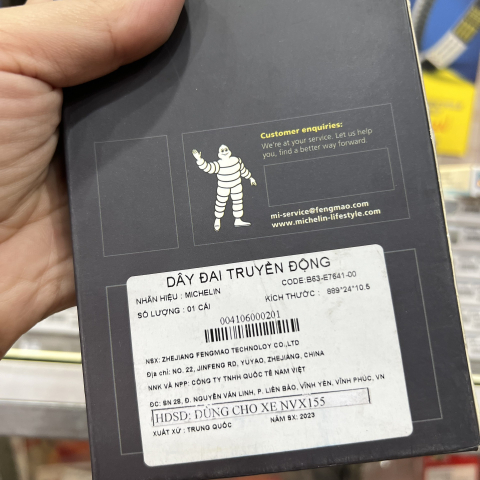 Customer enquiries:
We're at your service. Let us help
you, find a better way forward.
mi-service@fengmao.com
www.michelin-lifestyle.com
DÂY ĐAI TRUYỀN ĐỘNG
NHÃN HIỆU : MICHELIN
CODE:B63-E7641-00
SỐ LƯỢNG : 01 CÁI
KÍCH THƯỚC : 889*24*10.5
004106000201
NSX: ZHEJIANG FENGMAO TECHNOLOY CO.,LTD
Địa chỉ: NO. 22, JINFENG RD, YUYAO, ZHEJIANG, CHINA
NNK VÀ NPP: CÔNG TY TNHH QUỐC TẾ NAM VIỆT
ĐC: SN 28, Đ. NGUYỄN VĂN LINH, P. LIÊN BẢO, VĨNH YÊN, VĨNH PHÚC, VN
HDSD: DÙNG CHO XE NVX155
XUẤT XỨ : TRUNG QUỐC
NĂM SX: 2023